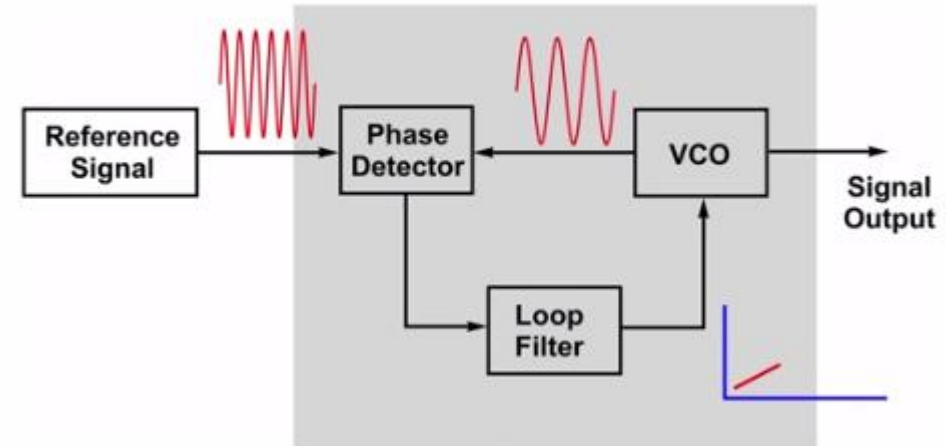 Reference
Signal
Phase
Detector
VCO
Signal
Output
Loop
Filter